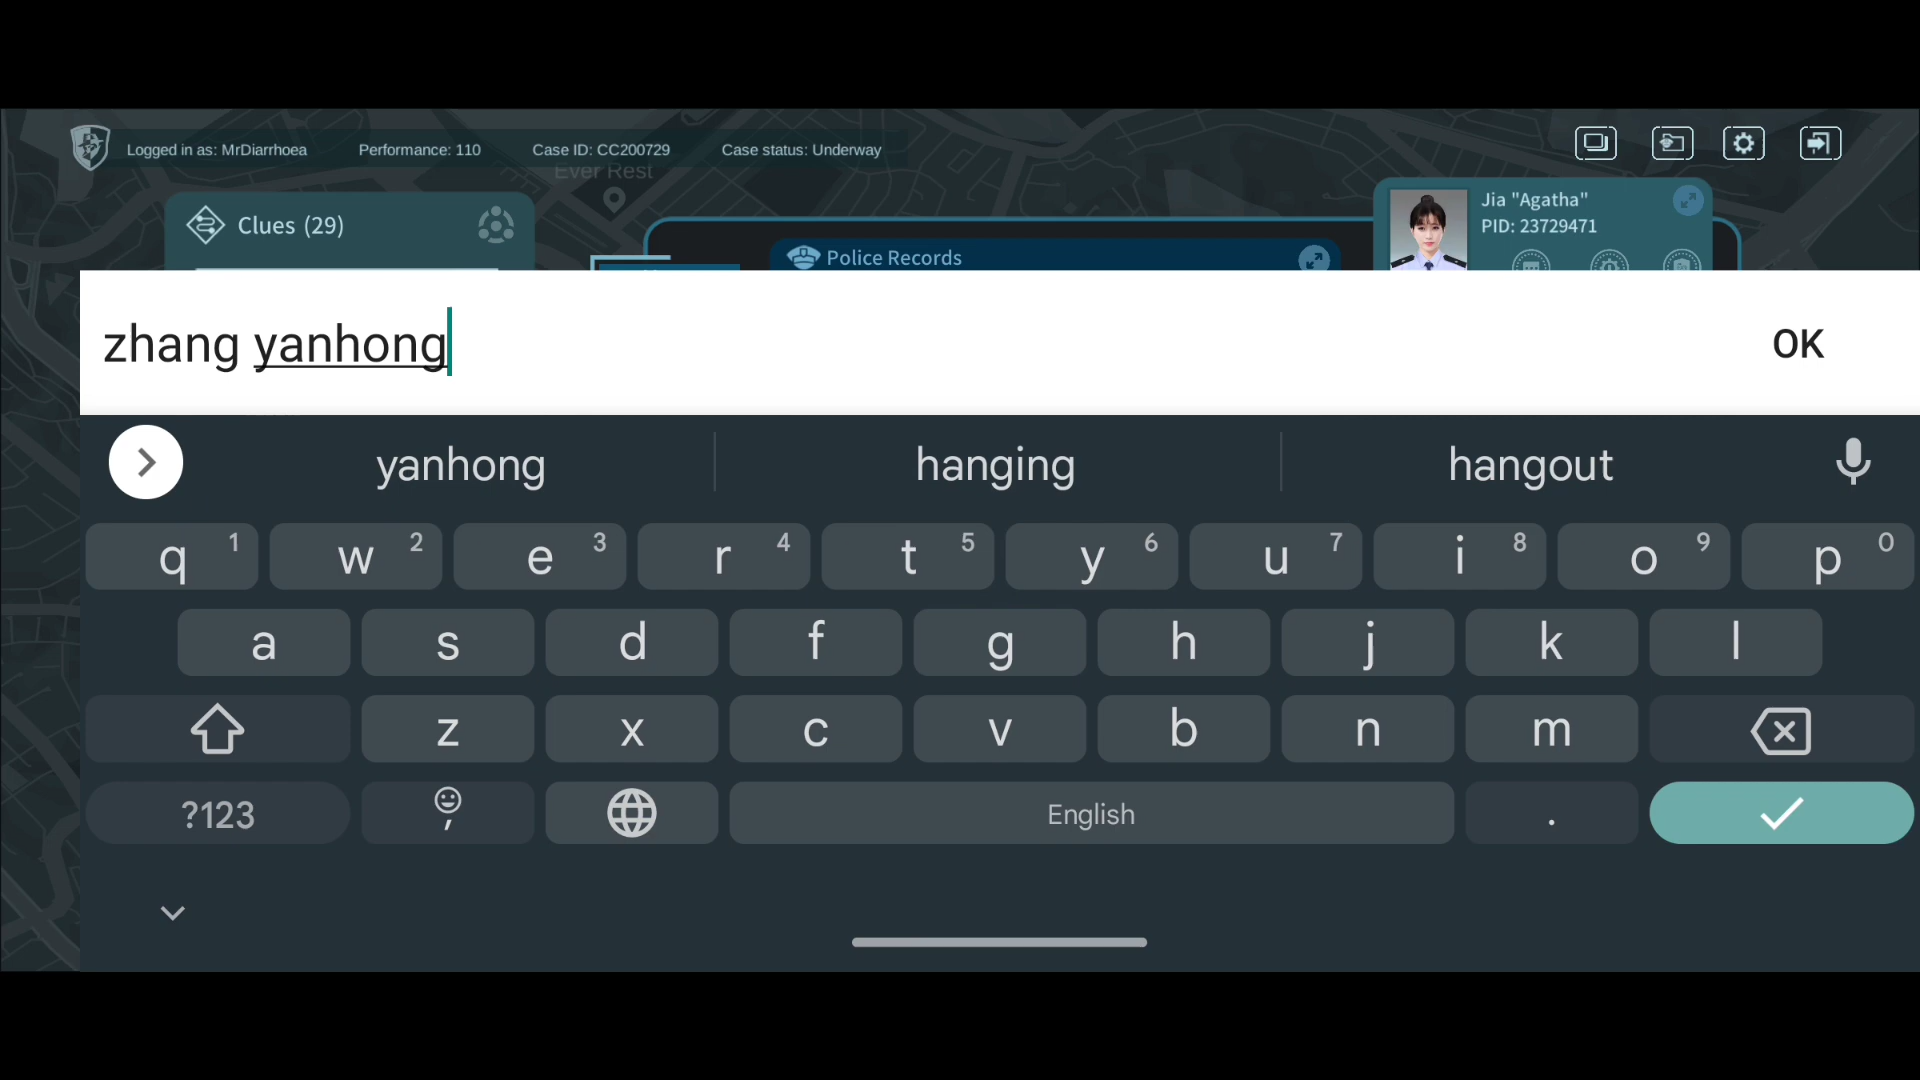 Logged in as: MrDiarrhoea Performance: 110 Case ID: CC200729 Case status: Underway
Ever Rest
Clues (29)
Police Records
Jia "Agatha"
PID: 23729471
zhang yanhong
OK
yanhong hanging hangout
q 1 w 2 e 3 r 4 t 5 y 6 u 7 i 8 o 9 p 0
a s d f g h j k l
z x c v b n m
?123 , English .